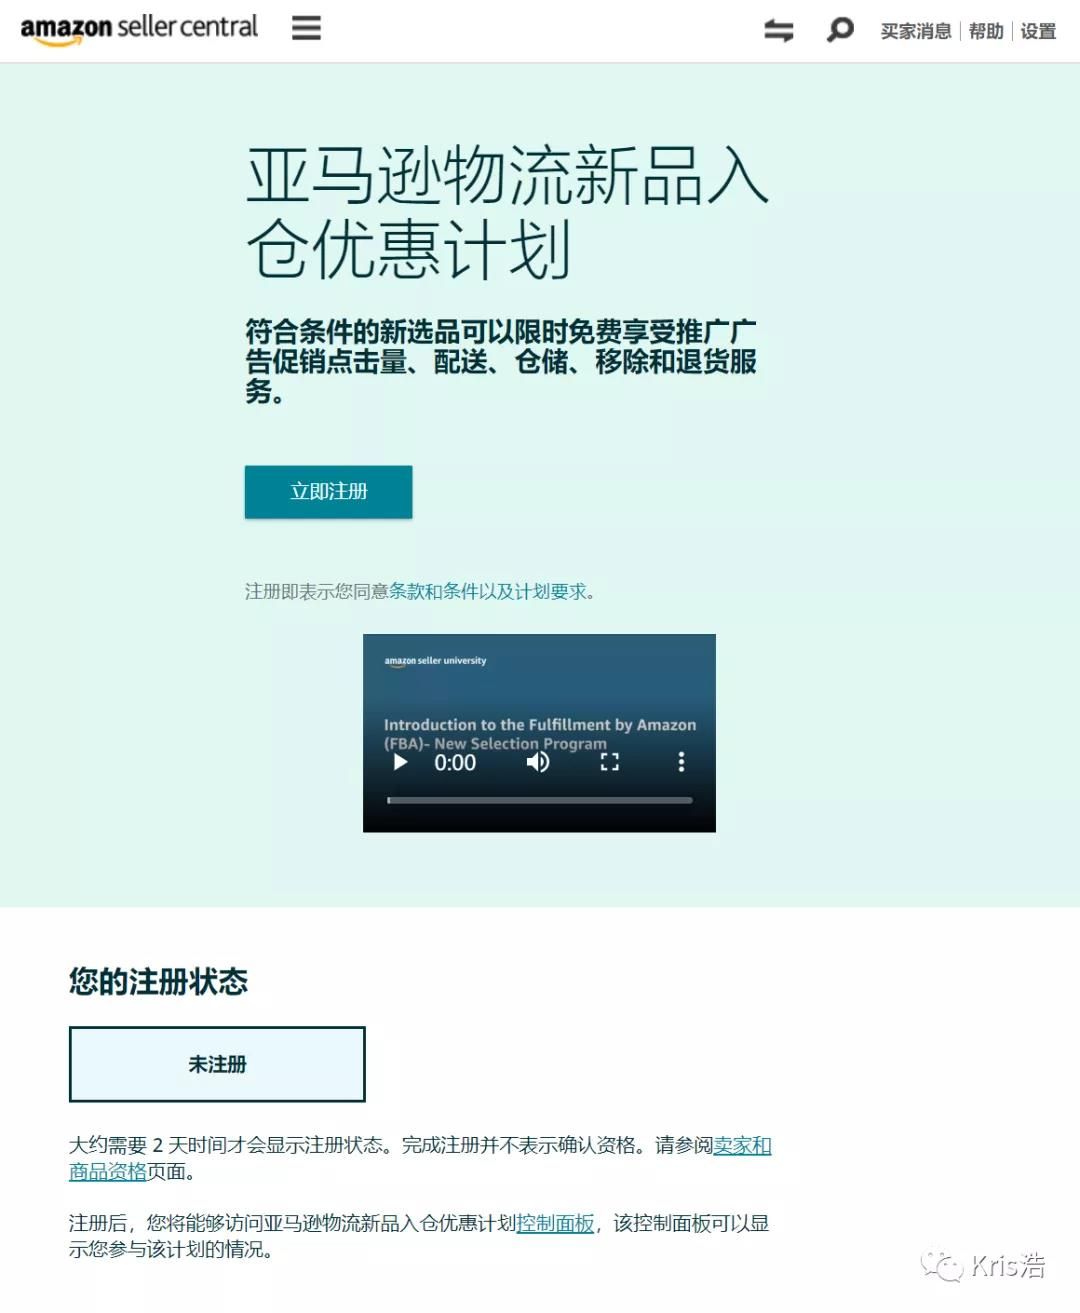 amazon seller central
买家消息 | 帮助 | 设置
亚马逊物流新品入
仓优惠计划
符合条件的新选品可以限时免费享受推广广
告促销点击量、配送、仓储、移除和退货服
务。
立即注册
注册即表示您同意条款和条件以及计划要求。
amazon seller university
Introduction to the Fulfillment by Amazon
(FBA)- New Selection Program
0:00
您的注册状态
未注册
大约需要 2 天时间才会显示注册状态。完成注册并不表示确认资格。请参阅卖家和
商品资格页面。
注册后，您将能够访问亚马逊物流新品入仓优惠计划控制面板，该控制面板可以显
示您参与该计划的情况。
Kris浩